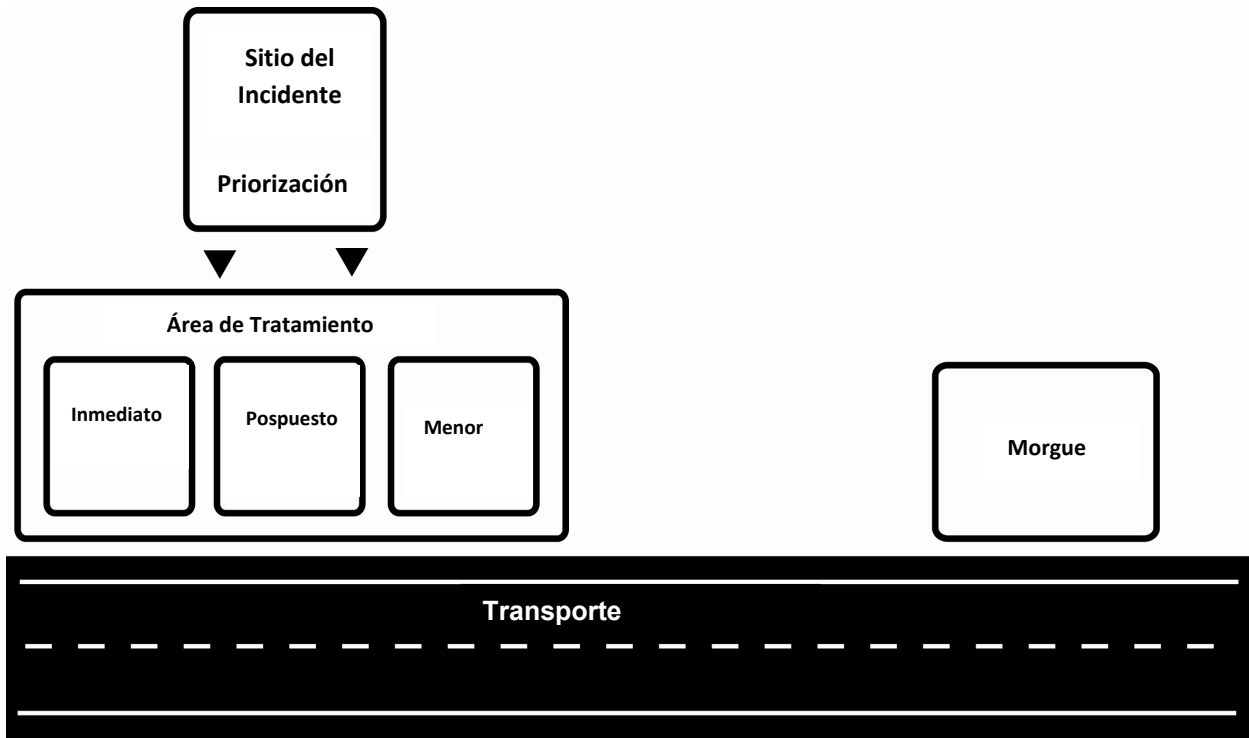 Sitio del
Incidente
Priorización
Área de Tratamiento
Inmediato
Pospuesto
Menor
Morgue
Transporte